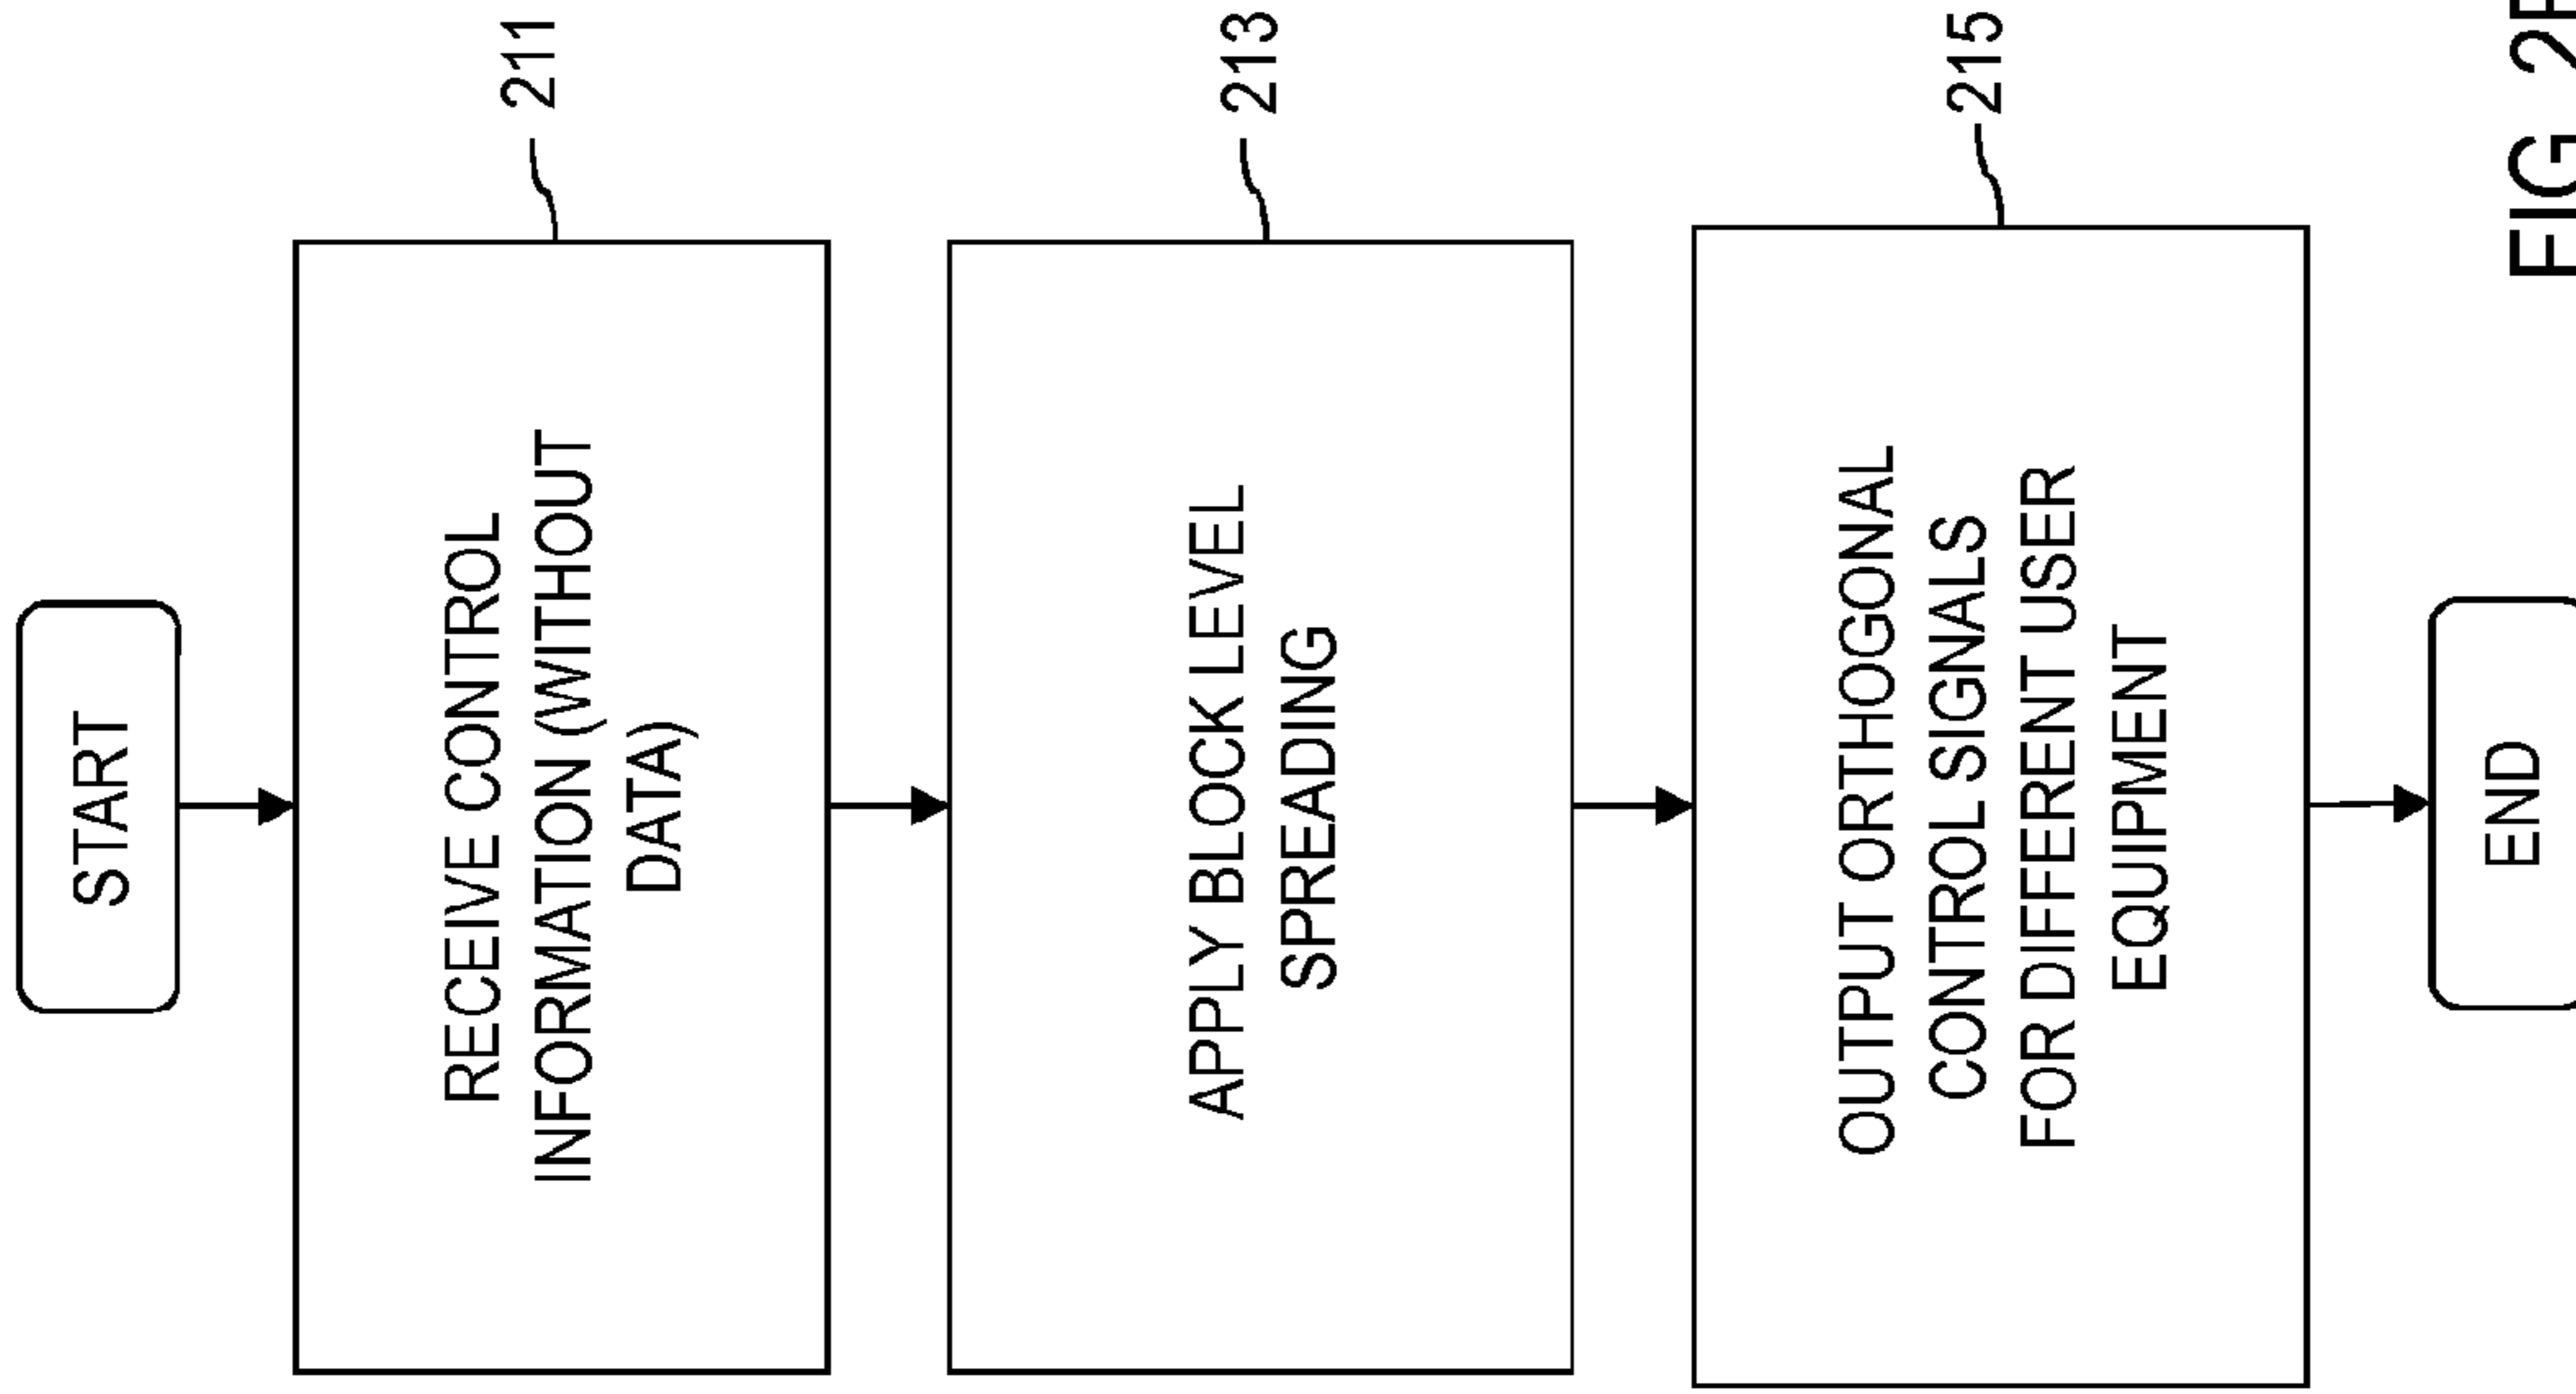 START
RECEIVE CONTROL
INFORMATION (WITHOUT
DATA)
211
APPLY BLOCK LEVEL
SPREADING
213
OUTPUT ORTHOGONAL
CONTROL SIGNALS
FOR DIFFERENT USER
EQUIPMENT
215
END
FIG